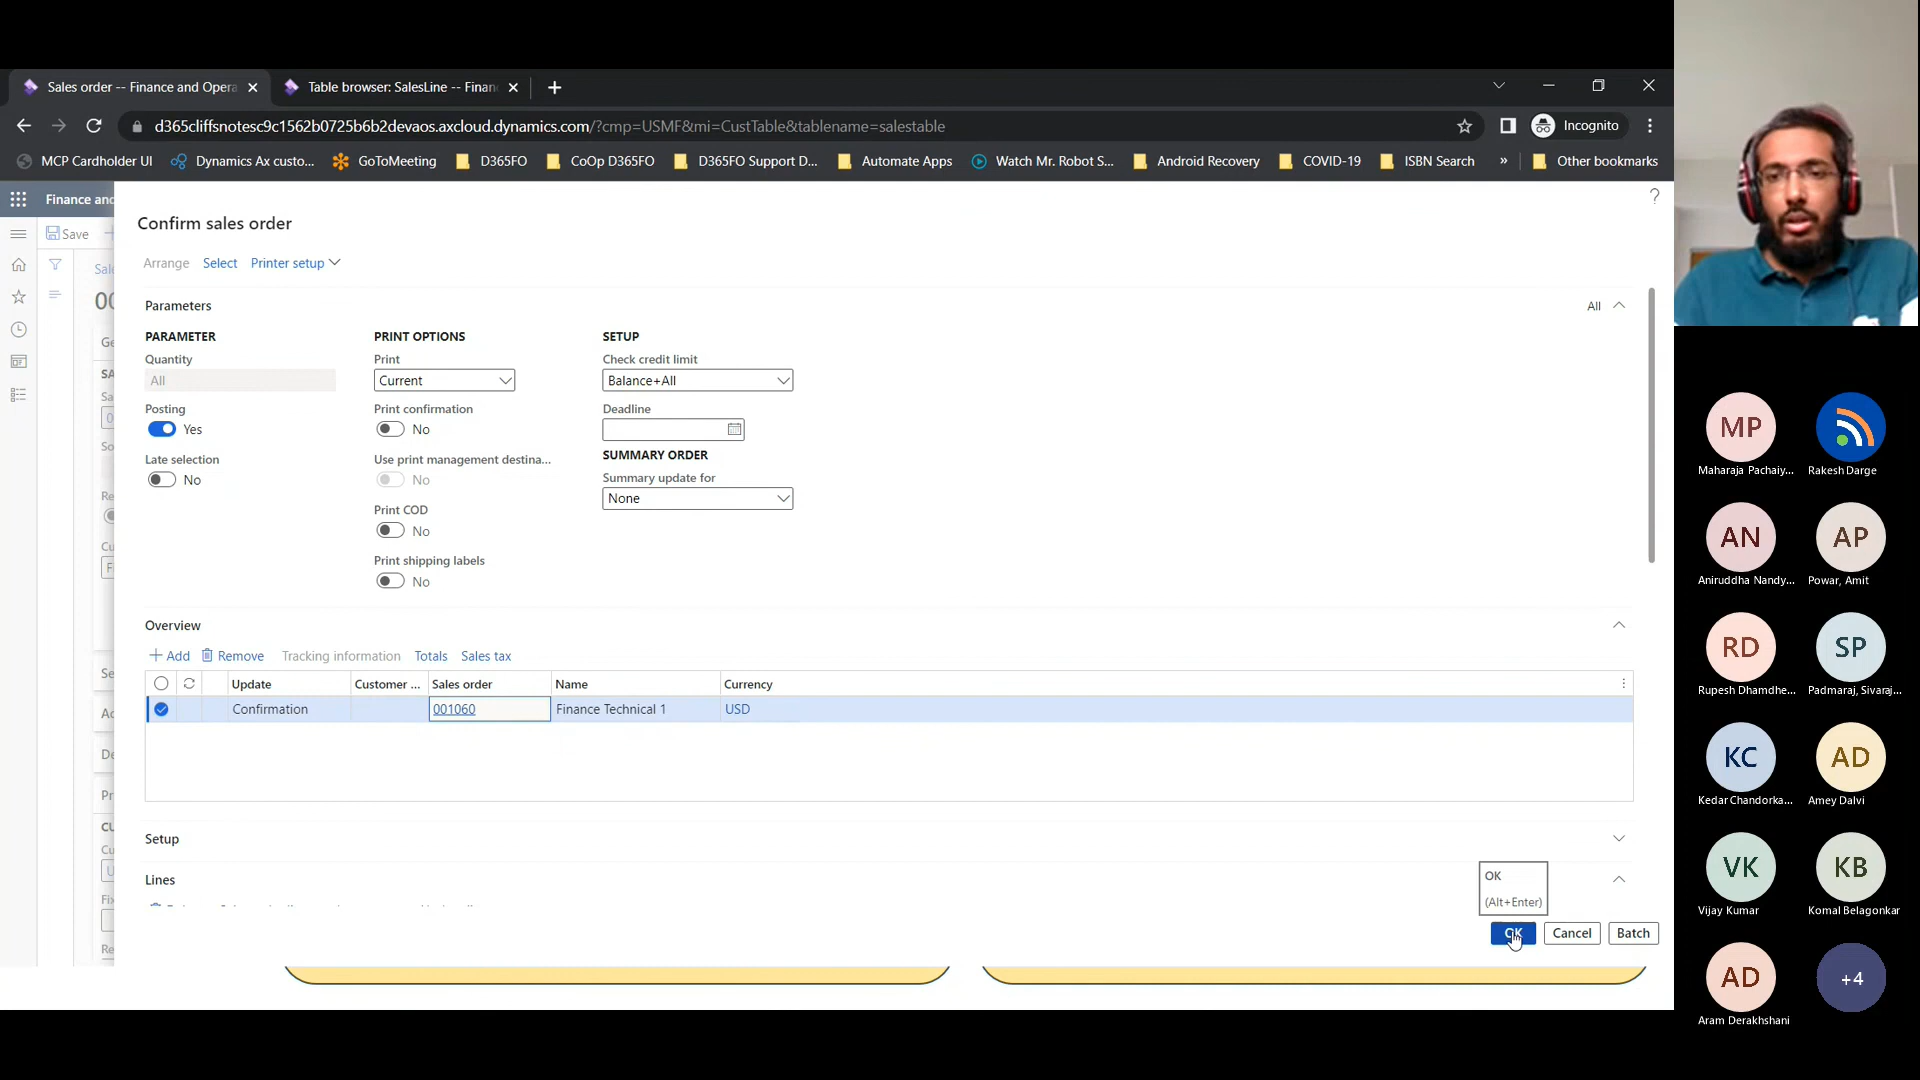 Sales order -- Finance and Opera
Table browser: SalesLine -- Finan
d365cliffsnotesc9c1562b0725b6b2devaos.axcloud.dynamics.com/?cmp=USMF&mi=CustTable&tablename=salestable
Incognito
MCP Cardholder UI
Dynamics Ax custo...
GoToMeeting
D365FO
CoOp D365FO
D365FO Support D...
Automate Apps
Watch Mr. Robot S...
Android Recovery
COVID-19
ISBN Search
»
Other bookmarks
Finance and
?
Save
Confirm sales order
Arrange
Select
Printer setup
Parameters
All
PARAMETER
Quantity
All
Posting
Yes
Late selection
No
PRINT OPTIONS
Print
Current
Print confirmation
No
Use print management destina...
No
Print COD
No
Print shipping labels
No
SETUP
Check credit limit
Balance+All
Deadline
SUMMARY ORDER
Summary update for
None
Overview
+ Add
Remove
Tracking information
Totals
Sales tax
Update
Customer ...
Sales order
Name
Currency
Confirmation
001060
Finance Technical 1
USD
Setup
Lines
OK
(Alt+Enter)
OK
Cancel
Batch
MP
Maharaja Pachaiy...
Rakesh Darge
AN
Aniruddha Nandy...
AP
Powar, Amit
RD
Rupesh Dhamdhe...
SP
Padmaraj, Sivaraj...
KC
Kedar Chandorka...
AD
Amey Dalvi
VK
Vijay Kumar
KB
Komal Belagonkar
AD
Aram Derakhshani
+4